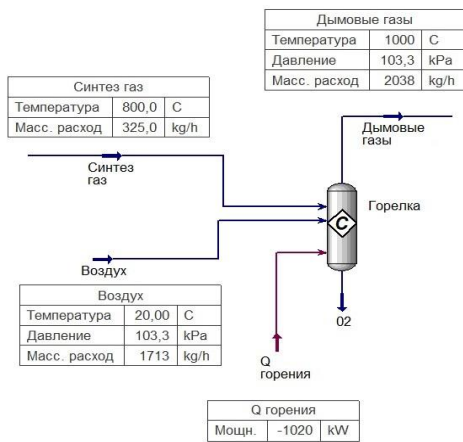 Дымовые газы
Температура 1000 C
Давление 103,3 kPa
Масс. расход 2038 kg/h
Синтез газ
Температура 800,0 C
Масс. расход 325,0 kg/h
Дымовые
газы
Синтез
газ
Горелка
C
Воздух
Воздух
Температура 20,00 C
Давление 103,3 kPa
Масс. расход 1713 kg/h
02
Q
горения
Q горения
Мощн. -1020 kW